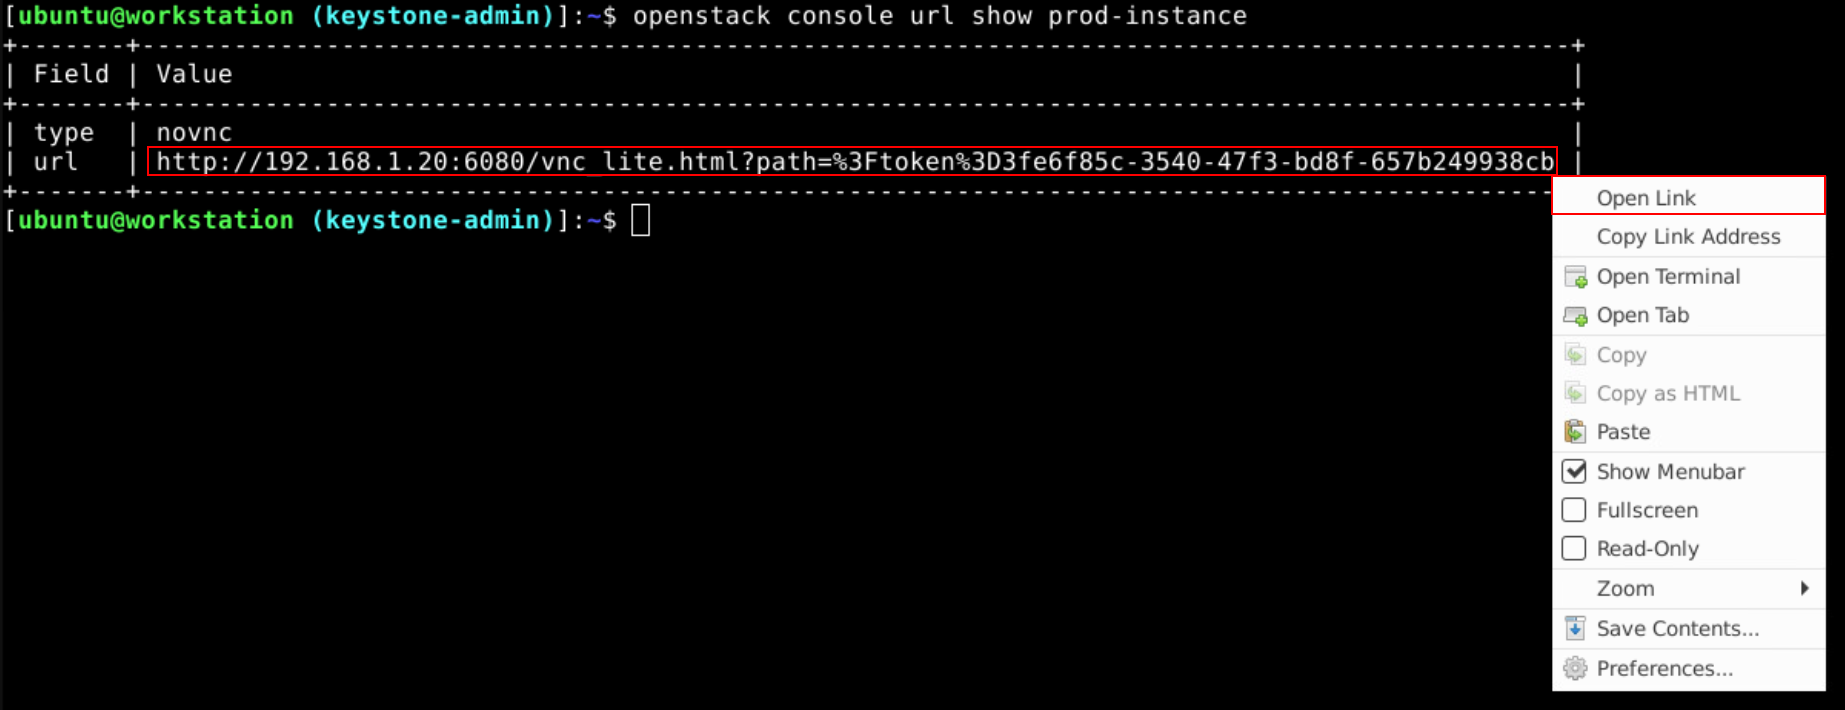 [ubuntu@workstation (keystone-admin)]:~$ openstack console url show prod-instance
+-------+---------------------------------------------------------------------------------------------+
| Field | Value                                                                                       |
+-------+---------------------------------------------------------------------------------------------+
| type  | novnc                                                                                       |
| url   | http://192.168.1.20:6080/vnc_lite.html?path=%3Ftoken%3D3fe6f85c-3540-47f3-bd8f-657b249938cb |
+-------+--------------------------------------------------------------------------------------------
[ubuntu@workstation (keystone-admin)]:~$
Open Link
Copy Link Address
Open Terminal
Open Tab
Copy
Copy as HTML
Paste
Show Menubar
Fullscreen
Read-Only
Zoom
Save Contents...
Preferences...